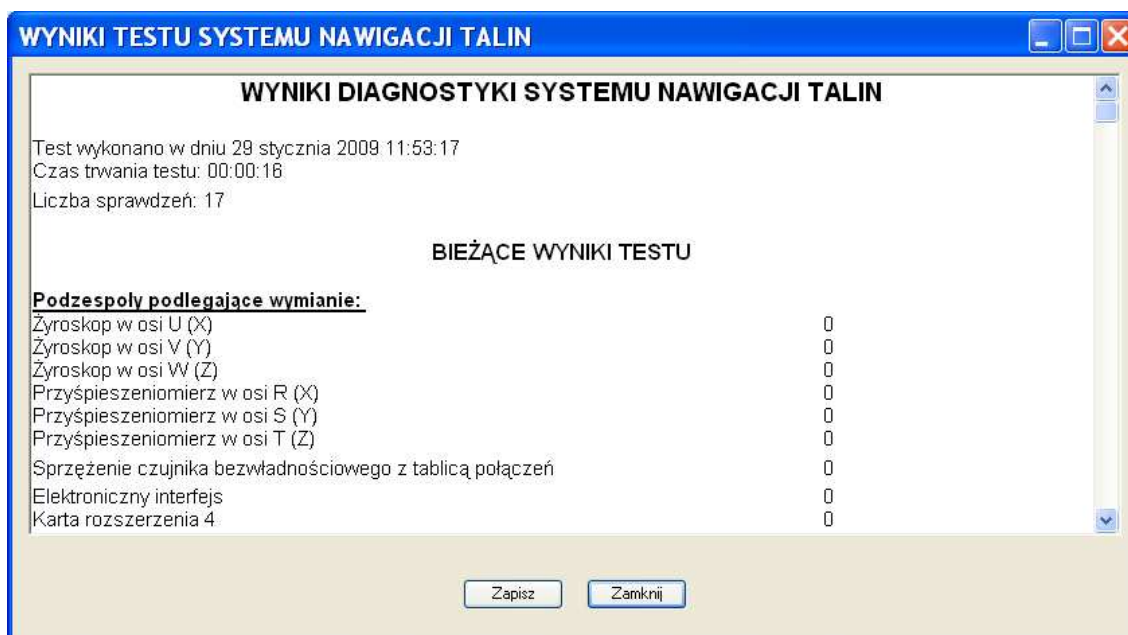 WYNIKI TESTU SYSTEMU NAWIGACJI TALIN
WYNIKI DIAGNOSTYKI SYSTEMU NAWIGACJI TALIN
Test wykonano w dniu 29 stycznia 2009 11:53:17
Czas trwania testu: 00:00:16
Liczba sprawdzeń: 17
BIEŻĄCE WYNIKI TESTU
Podzespoły podlegające wymianie:
Żyroskop w osi U (X) 0
Żyroskop w osi V (Y) 0
Żyroskop w osi W (Z) 0
Przyśpieszeniomierz w osi R (X) 0
Przyśpieszeniomierz w osi S (Y) 0
Przyśpieszeniomierz w osi T (Z) 0
Sprzężenie czujnika bezwładnościowego z tablicą połączeń 0
Elektroniczny interfejs 0
Karta rozszerzenia 4 0
Zapisz Zamknij